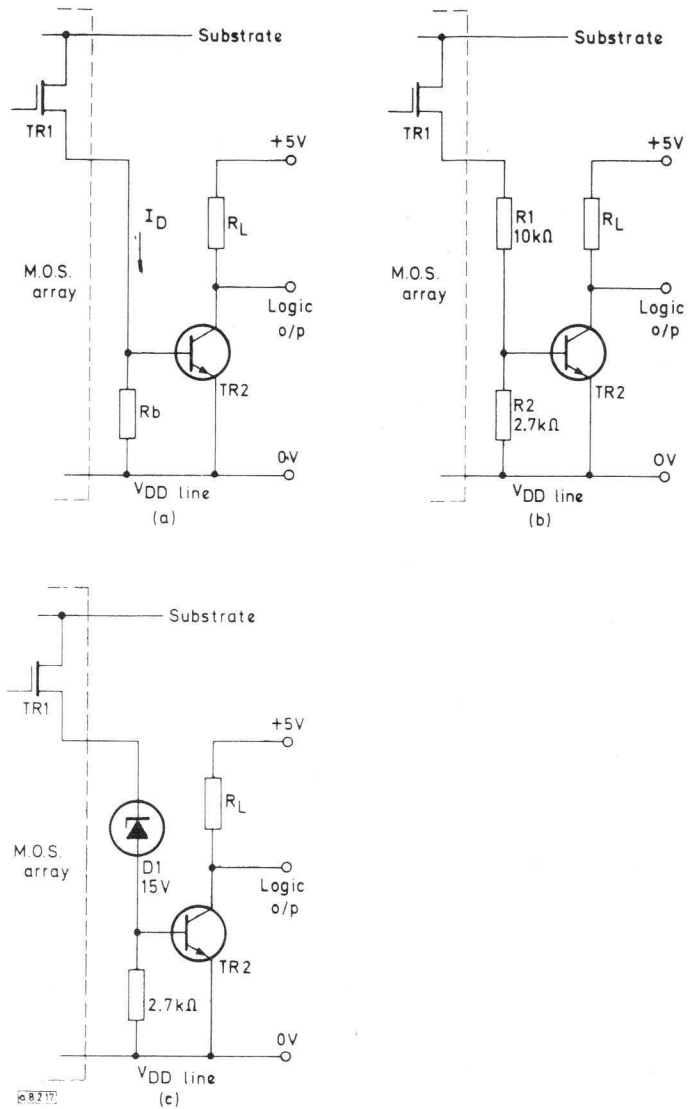 Substrate
TR1
+5V
I_D
R_L
M.O.S.
array
Logic
o/p
TR2
Rb
0V
V_DD line
(a)
Substrate
TR1
+5V
R1
10kΩ
R_L
M.O.S.
array
Logic
o/p
TR2
R2
2.7kΩ
0V
V_DD line
(b)
Substrate
TR1
+5V
R_L
M.O.S.
array
D1
15V
Logic
o/p
TR2
2.7kΩ
0V
V_DD line
(c)
a8217